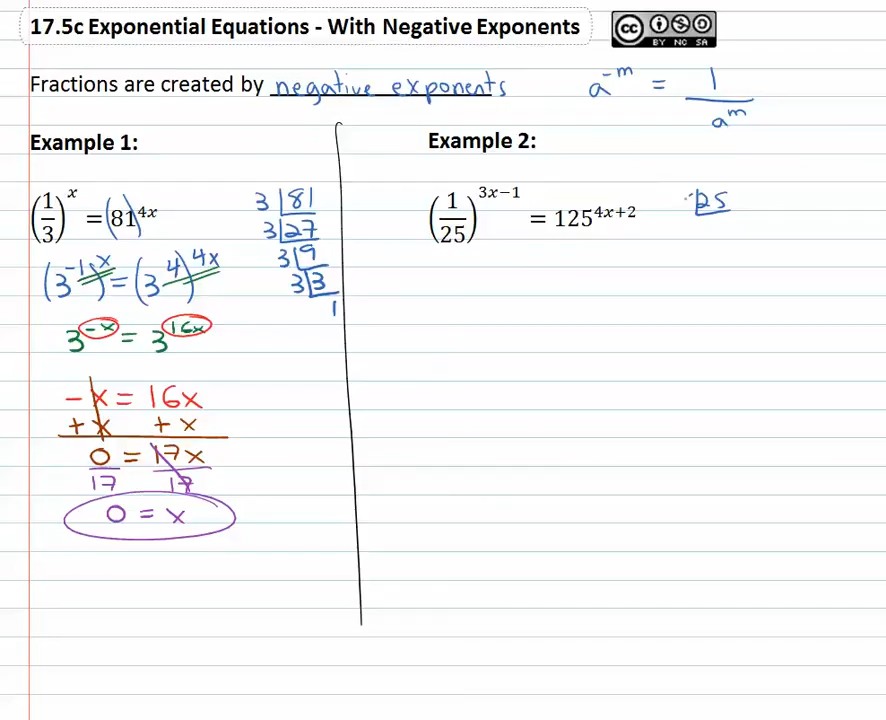 17.5c Exponential Equations - With Negative Exponents
cc BY NC SA
Fractions are created by negative exponents a^-m = 1/a^m
Example 1:
(1/3)^x = (81)^4x
3|81
3|27
3|9
3|3
1
(3^-1)^x = (3^4)^4x
3^-x = 3^16x
-x = 16x
+x +x
0 = 17x
17 17
0 = x
Example 2:
(1/25)^3x−1 = 125^4x+2
25